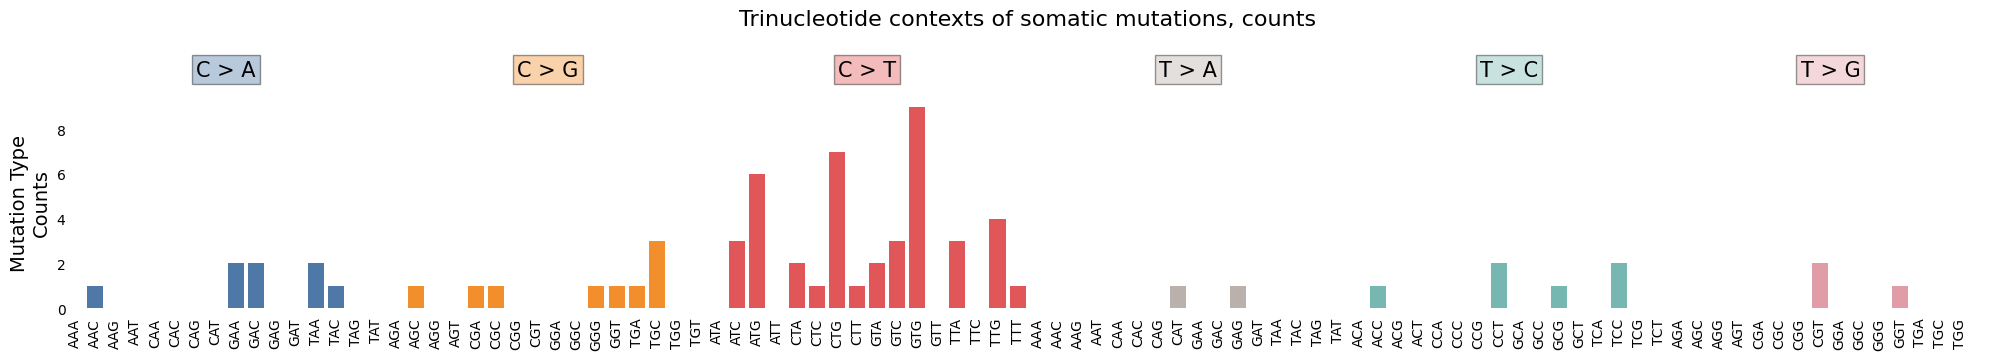 Trinucleotide contexts of somatic mutations, counts
C > A
C > G
C > T
T > A
T > C
T > G
Mutation Type
Counts
8
6
4
2
0
AAA AAC AAG AAT CAA CAC CAG CAT GAA GAC GAG GAT TAA TAC TAG TAT AGA AGC AGG AGT CGA CGC CGG CGT GGA GGC GGG GGT TGA TGC TGG TGT ATA ATC ATG ATT CTA CTC CTG CTT GTA GTC GTG GTT TTA TTC TTG TTT AAA AAC AAG AAT CAA CAC CAG CAT GAA GAC GAG GAT TAA TAC TAG TAT ACA ACC ACG ACT CCA CCC CCG CCT GCA GCC GCG GCT TCA TCC TCG TCT AGA AGC AGG AGT CGA CGC CGG CGT GGA GGC GGG GGT TGA TGC TGG